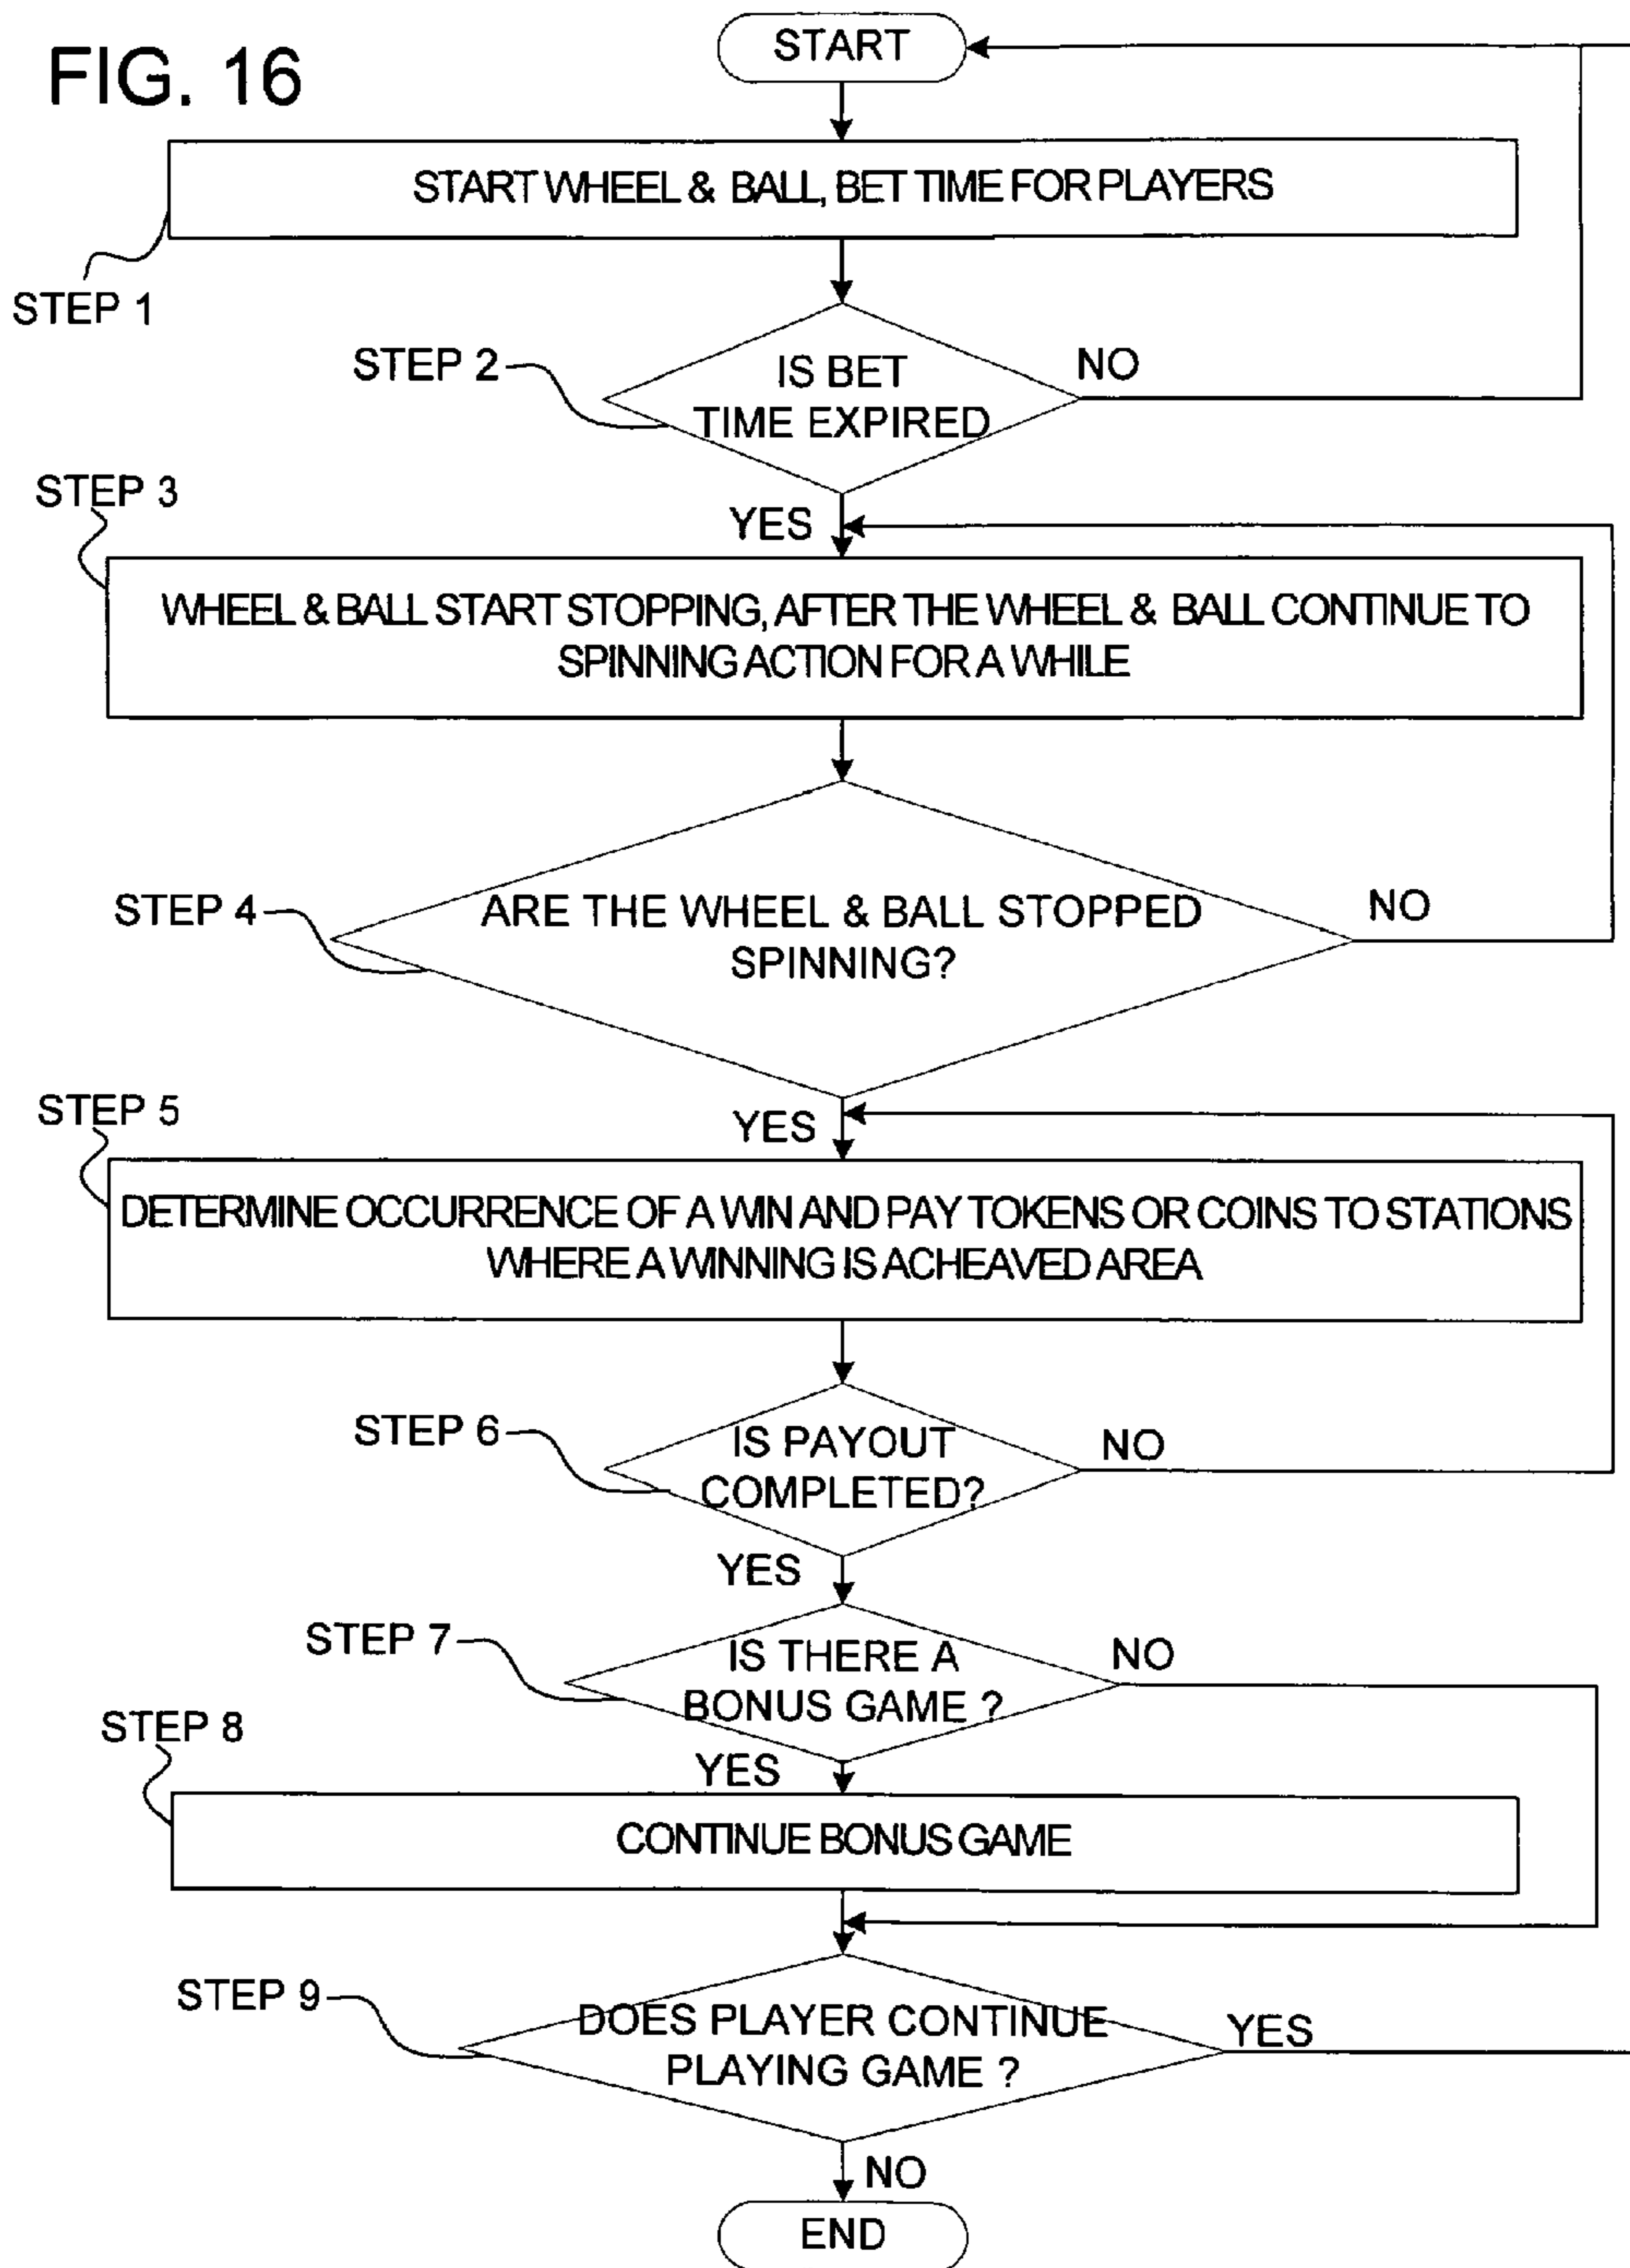 FIG. 16
START
START WHEEL & BALL, BET TIME FOR PLAYERS
STEP 1
STEP 2
IS BET
TIME EXPIRED
NO
STEP 3
YES
WHEEL & BALL START STOPPING, AFTER THE WHEEL & BALL CONTINUE TO
SPINNING ACTION FOR A WHILE
STEP 4
ARE THE WHEEL & BALL STOPPED
SPINNING?
NO
STEP 5
YES
DETERMINE OCCURRENCE OF A WIN AND PAY TOKENS OR COINS TO STATIONS
WHERE A WINNING IS ACHEAVED AREA
STEP 6
IS PAYOUT
COMPLETED?
NO
YES
STEP 7
IS THERE A
BONUS GAME ?
NO
STEP 8
YES
CONTINUE BONUS GAME
STEP 9
DOES PLAYER CONTINUE
PLAYING GAME ?
YES
NO
END